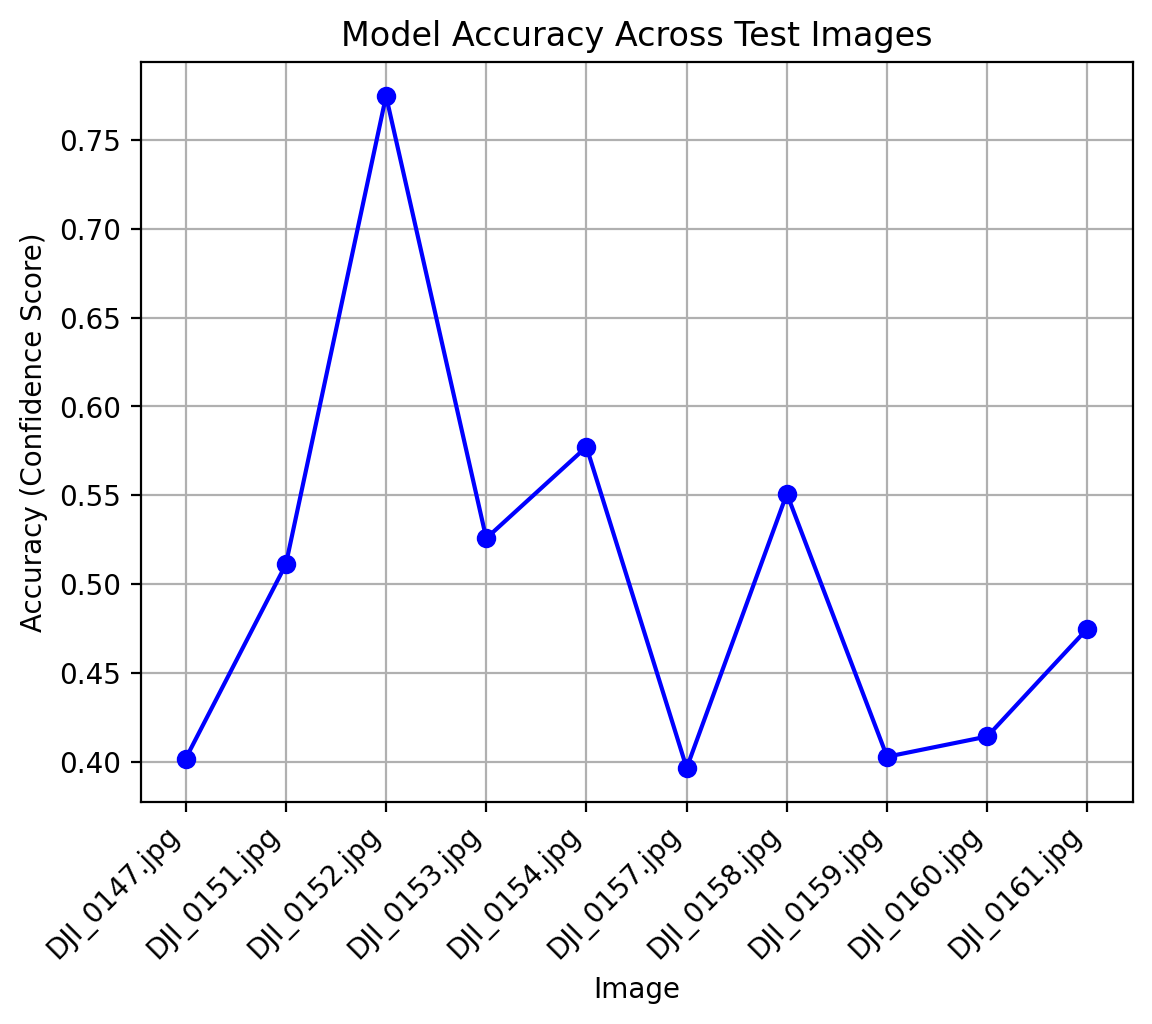 Model Accuracy Across Test Images
Accuracy (Confidence Score)
0.75
0.70
0.65
0.60
0.55
0.50
0.45
0.40
DJI_0147.jpg
DJI_0151.jpg
DJI_0152.jpg
DJI_0153.jpg
DJI_0154.jpg
DJI_0157.jpg
DJI_0158.jpg
DJI_0159.jpg
DJI_0160.jpg
DJI_0161.jpg
Image